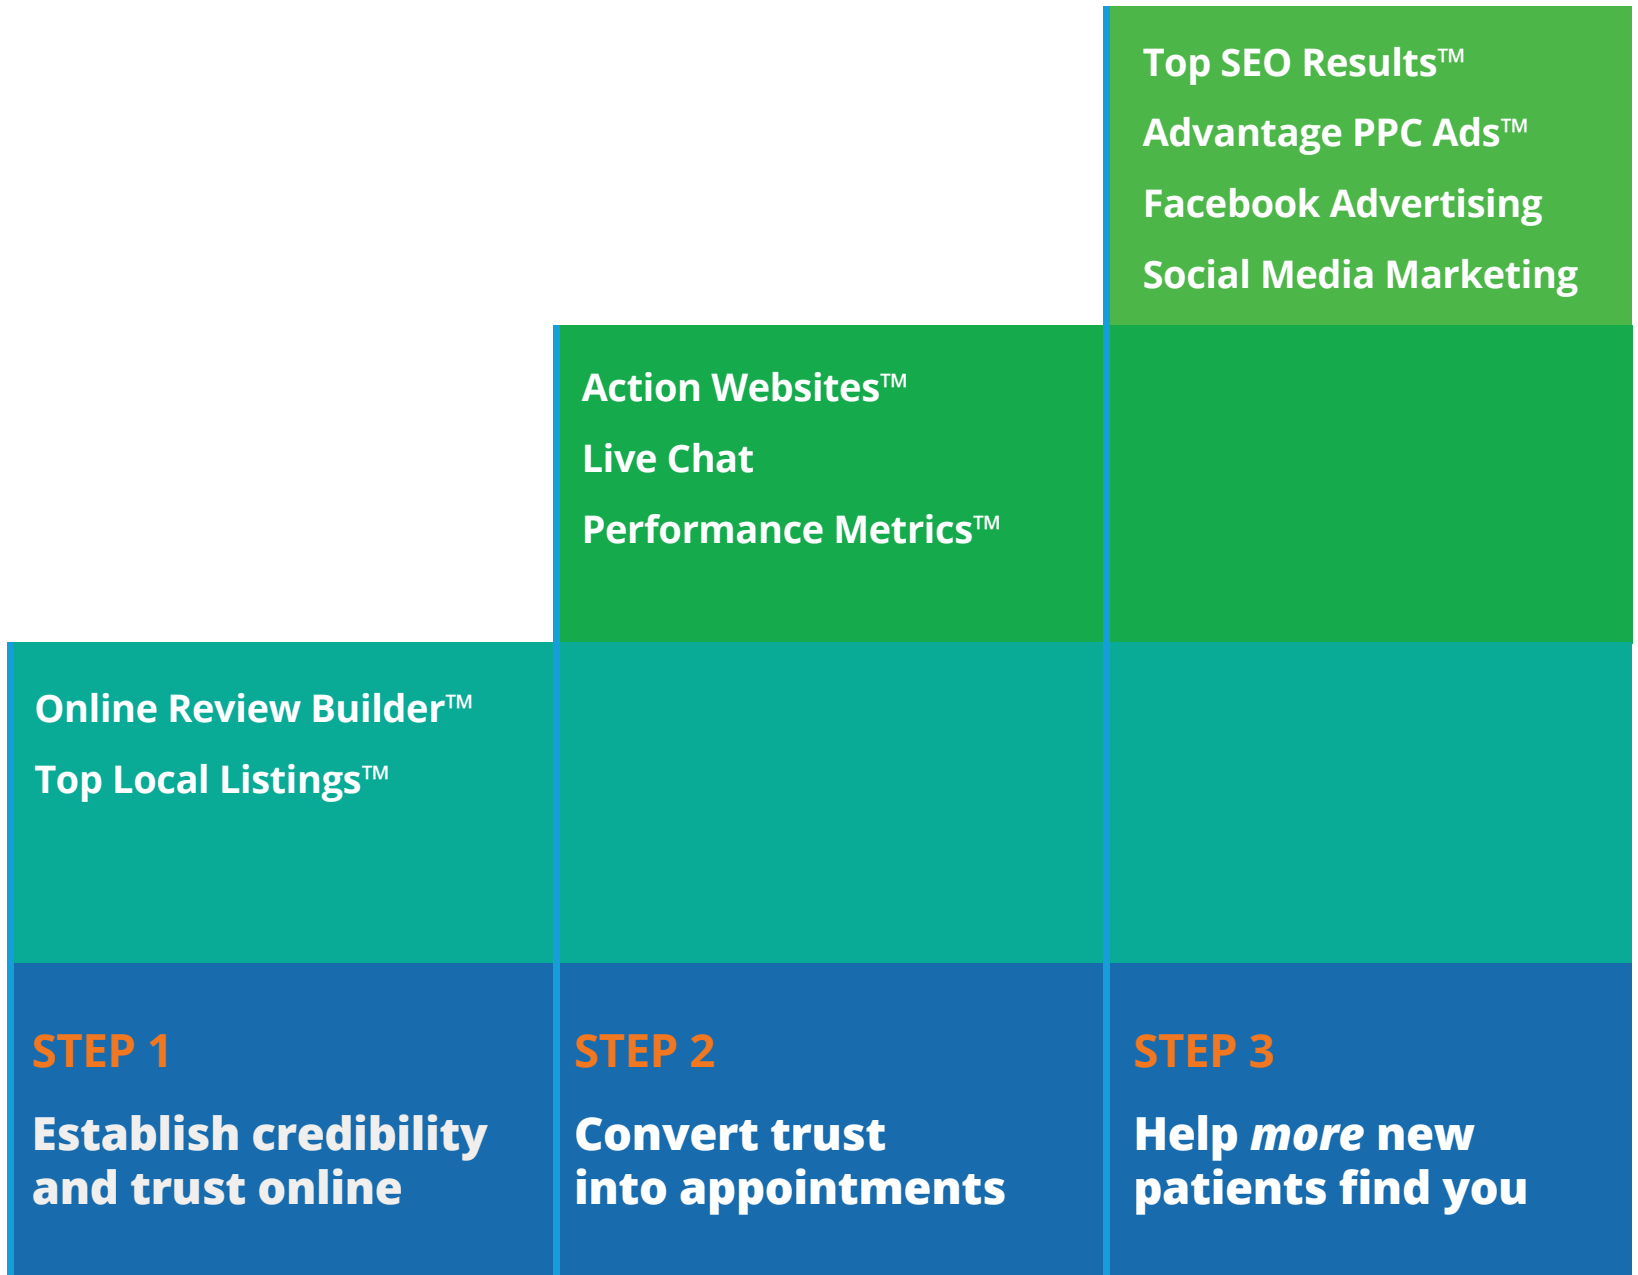 Top SEO Results™
Advantage PPC Ads™
Facebook Advertising
Social Media Marketing
Action Websites™
Live Chat
Performance Metrics™
Online Review Builder™
Top Local Listings™
STEP 1
Establish credibility
and trust online
STEP 2
Convert trust
into appointments
STEP 3
Help more new
patients find you